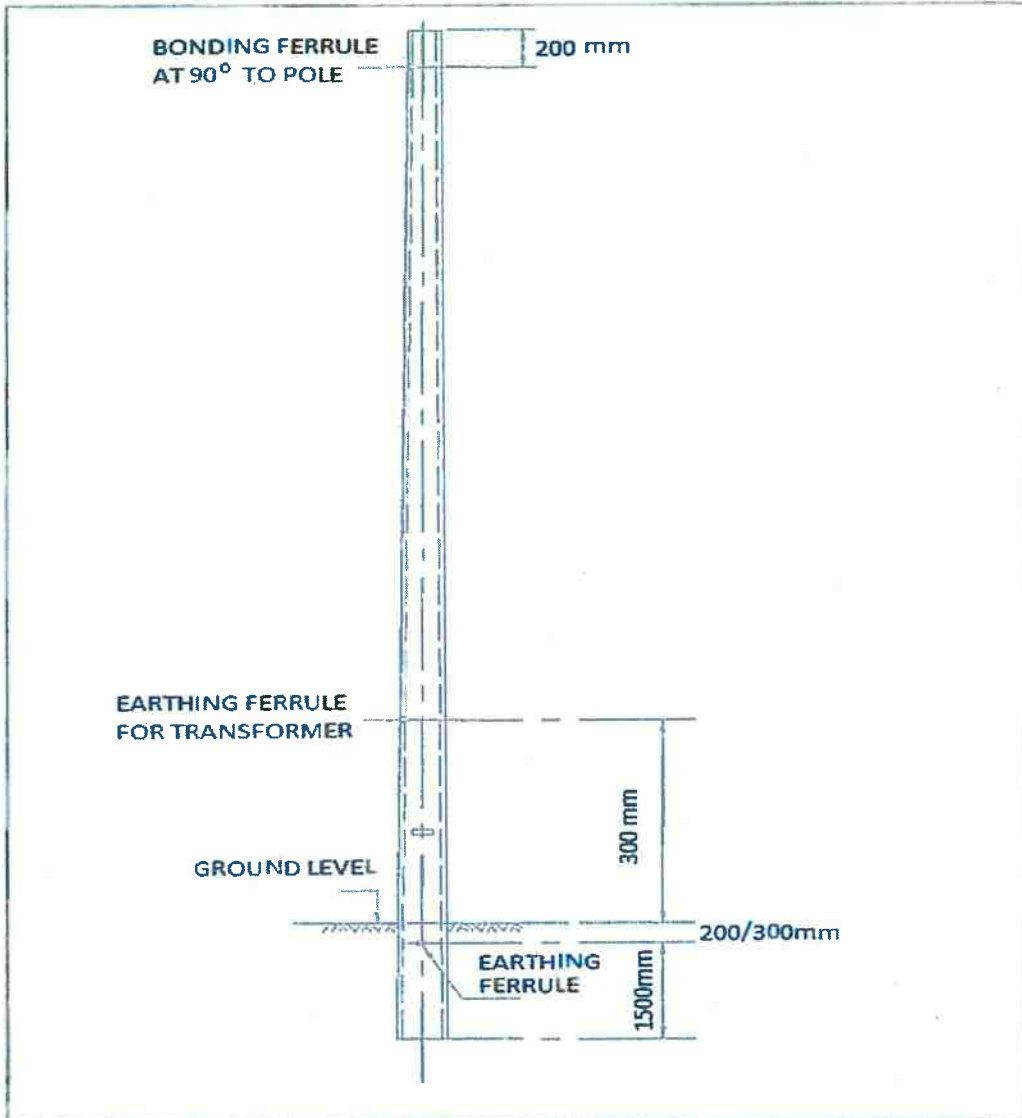 BONDING FERRULE
AT 90° TO POLE
200 mm
EARTHING FERRULE
FOR TRANSFORMER
300 mm
GROUND LEVEL
200/300mm
EARTHING
FERRULE
1500mm